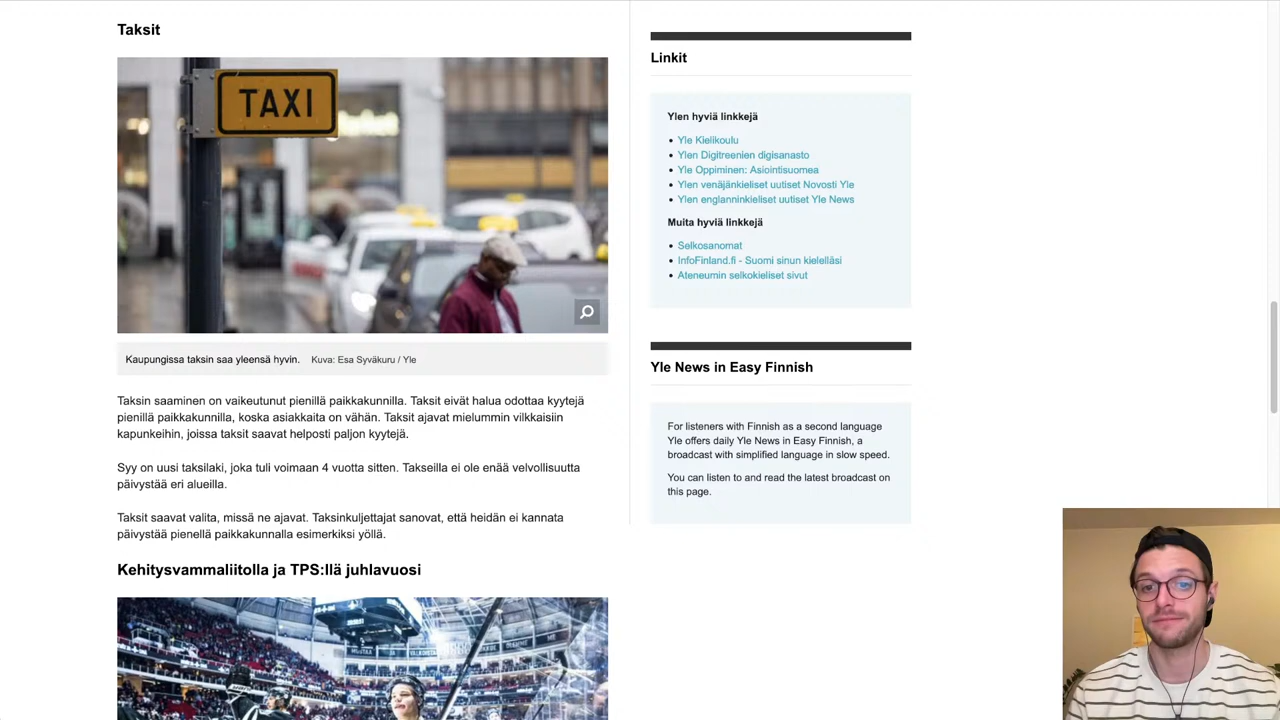 Taksit
TAXI
Kaupungissa taksin saa yleensä hyvin. Kuva: Esa Syväkuru / Yle
Taksin saaminen on vaikeutunut pienillä paikkakunnilla. Taksit eivät halua odottaa kyytejä
pienillä paikkakunnilla, koska asiakkaita on vähän. Taksit ajavat mielummin vilkkaisiin
kapunkeihin, joissa taksit saavat helposti paljon kyytejä.
Syy on uusi taksilaki, joka tuli voimaan 4 vuotta sitten. Takseilla ei ole enää velvollisuutta
päivystää eri alueilla.
Taksit saavat valita, missä ne ajavat. Taksinkuljettajat sanovat, että heidän ei kannata
päivystää pienellä paikkakunnalla esimerkiksi yöllä.
Kehitysvammaliitolla ja TPS:llä juhlavuosi
Linkit
Ylen hyviä linkkejä
Yle Kielikoulu
Ylen Digitreenien digisanasto
Yle Oppiminen: Asiointisuomea
Ylen venäjänkieliset uutiset Novosti Yle
Ylen englanninkieliset uutiset Yle News
Muita hyviä linkkejä
Selkosanomat
InfoFinland.fi - Suomi sinun kielelläsi
Ateneumin selkokieliset sivut
Yle News in Easy Finnish
For listeners with Finnish as a second language
Yle offers daily Yle News in Easy Finnish, a
broadcast with simplified language in slow speed.
You can listen to and read the latest broadcast on
this page.